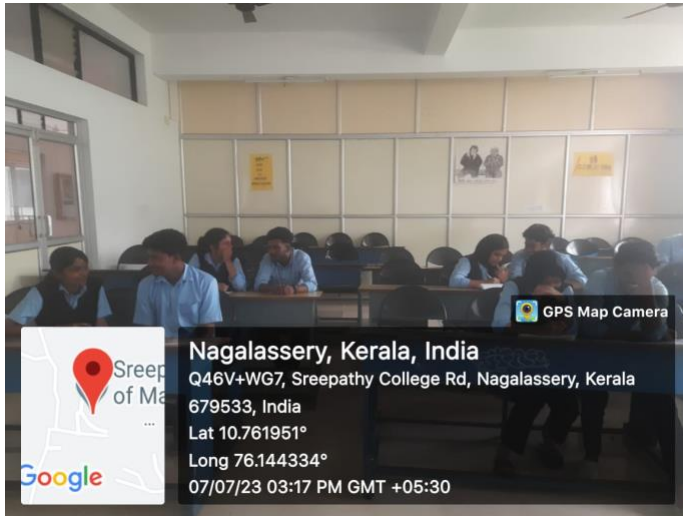 GPS Map Camera
Nagalassery, Kerala, India
Q46V+WG7, Sreepathy College Rd, Nagalassery, Kerala
679533, India
Lat 10.761951°
Long 76.144334°
07/07/23 03:17 PM GMT +05:30
Sreep
of Ma
Google